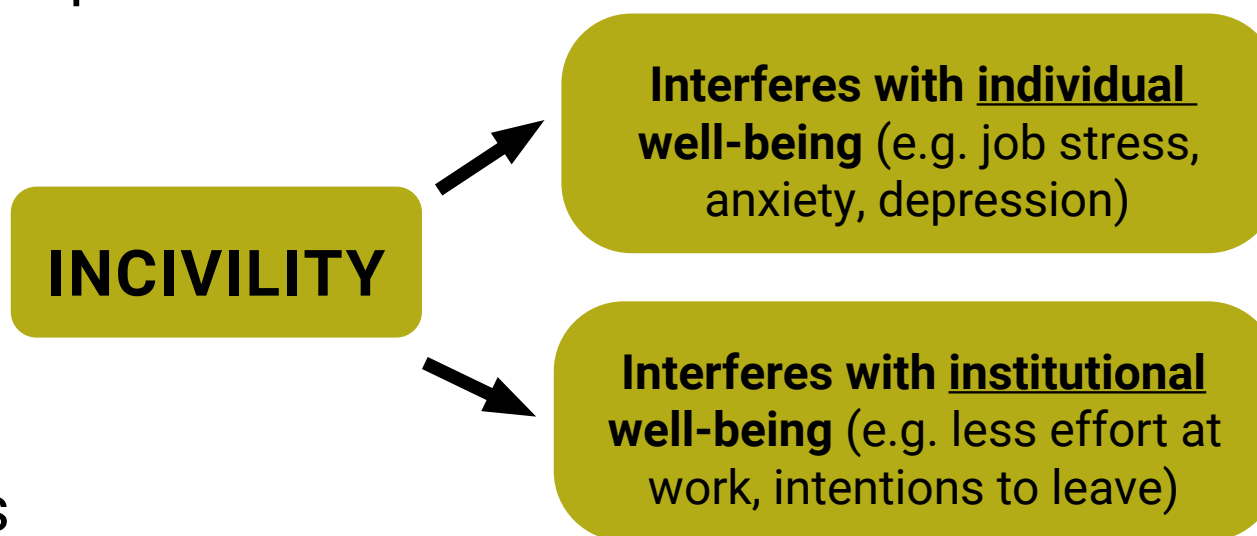 Interferes with individual
well-being (e.g. job stress,
anxiety, depression)
INCIVILITY
Interferes with institutional
well-being (e.g. less effort at
work, intentions to leave)
s